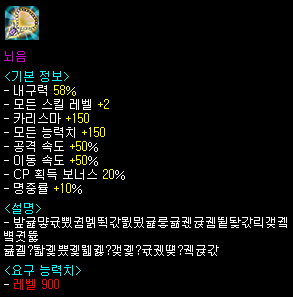 뇌음
<기본 정보>
- 내구력 58%
- 모든 스킬 레벨 +2
- 카리스마 +150
- 모든 능력치 +150
- 공격 속도 +50%
- 이동 속도 +50%
- CP 획득 보너스 20%
- 명중률 +10%
<설명>
<요구 능력치>
- 레벨 900